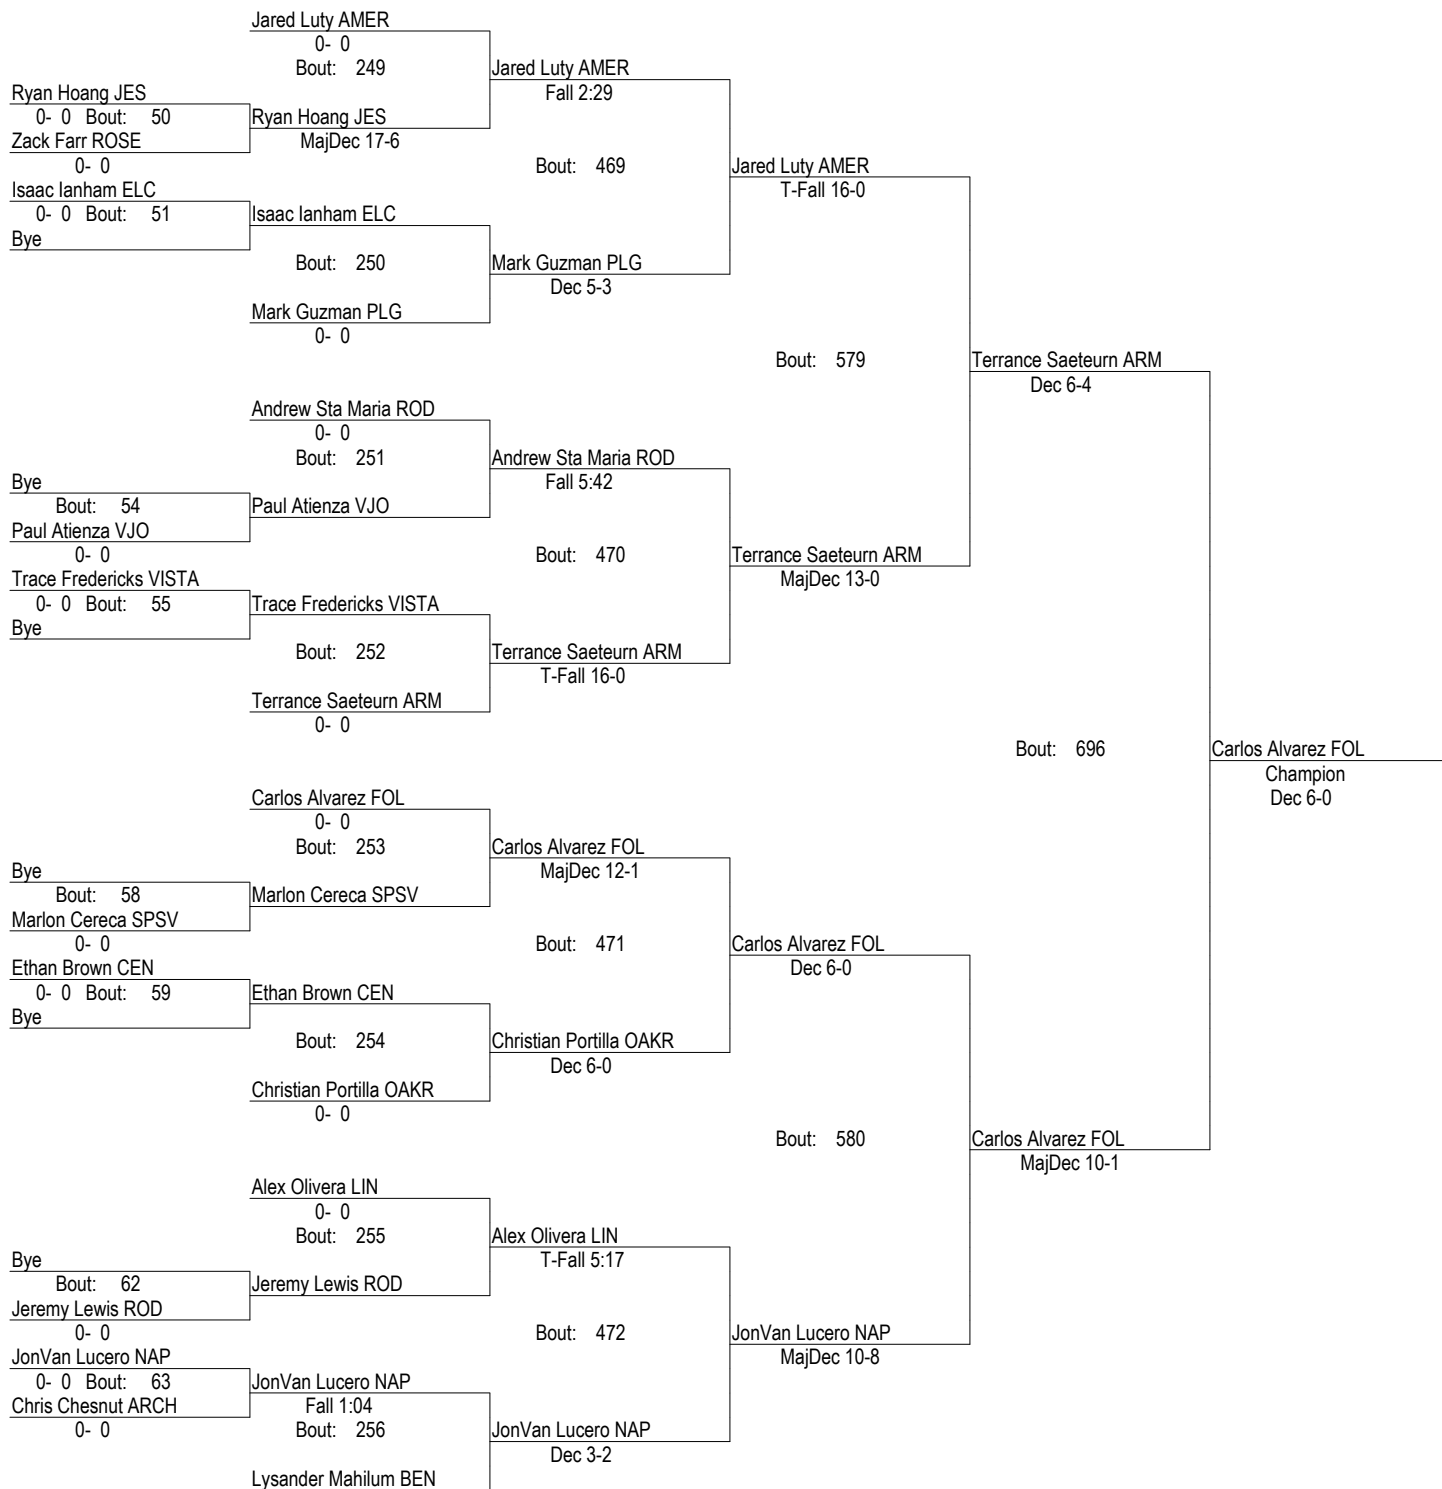 Jared Luty AMER
0- 0
Bout: 249
Jared Luty AMER
Fall 2:29
Ryan Hoang JES
0- 0 Bout: 50
Ryan Hoang JES
MajDec 17-6
Zack Farr ROSE
0- 0
Bout: 469
Jared Luty AMER
T-Fall 16-0
Isaac lanham ELC
0- 0 Bout: 51
Isaac lanham ELC
Bye
Bout: 250
Mark Guzman PLG
Dec 5-3
Mark Guzman PLG
0- 0
Bout: 579
Terrance Saeteurn ARM
Dec 6-4
Andrew Sta Maria ROD
0- 0
Bout: 251
Andrew Sta Maria ROD
Fall 5:42
Bye
Bout: 54
Paul Atienza VJO
Paul Atienza VJO
0- 0
Bout: 470
Terrance Saeteurn ARM
MajDec 13-0
Trace Fredericks VISTA
0- 0 Bout: 55
Trace Fredericks VISTA
Bye
Bout: 252
Terrance Saeteurn ARM
T-Fall 16-0
Terrance Saeteurn ARM
0- 0
Bout: 696
Carlos Alvarez FOL
Champion
Dec 6-0
Carlos Alvarez FOL
0- 0
Bout: 253
Carlos Alvarez FOL
MajDec 12-1
Bye
Bout: 58
Marlon Cereca SPSV
Marlon Cereca SPSV
0- 0
Bout: 471
Carlos Alvarez FOL
Dec 6-0
Ethan Brown CEN
0- 0 Bout: 59
Ethan Brown CEN
Bye
Bout: 254
Christian Portilla OAKR
Dec 6-0
Christian Portilla OAKR
0- 0
Bout: 580
Carlos Alvarez FOL
MajDec 10-1
Alex Olivera LIN
0- 0
Bout: 255
Alex Olivera LIN
T-Fall 5:17
Bye
Bout: 62
Jeremy Lewis ROD
Jeremy Lewis ROD
0- 0
Bout: 472
JonVan Lucero NAP
MajDec 10-8
JonVan Lucero NAP
0- 0 Bout: 63
JonVan Lucero NAP
Fall 1:04
Chris Chesnut ARCH
0- 0
Bout: 256
JonVan Lucero NAP
Dec 3-2
Lysander Mahilum BEN